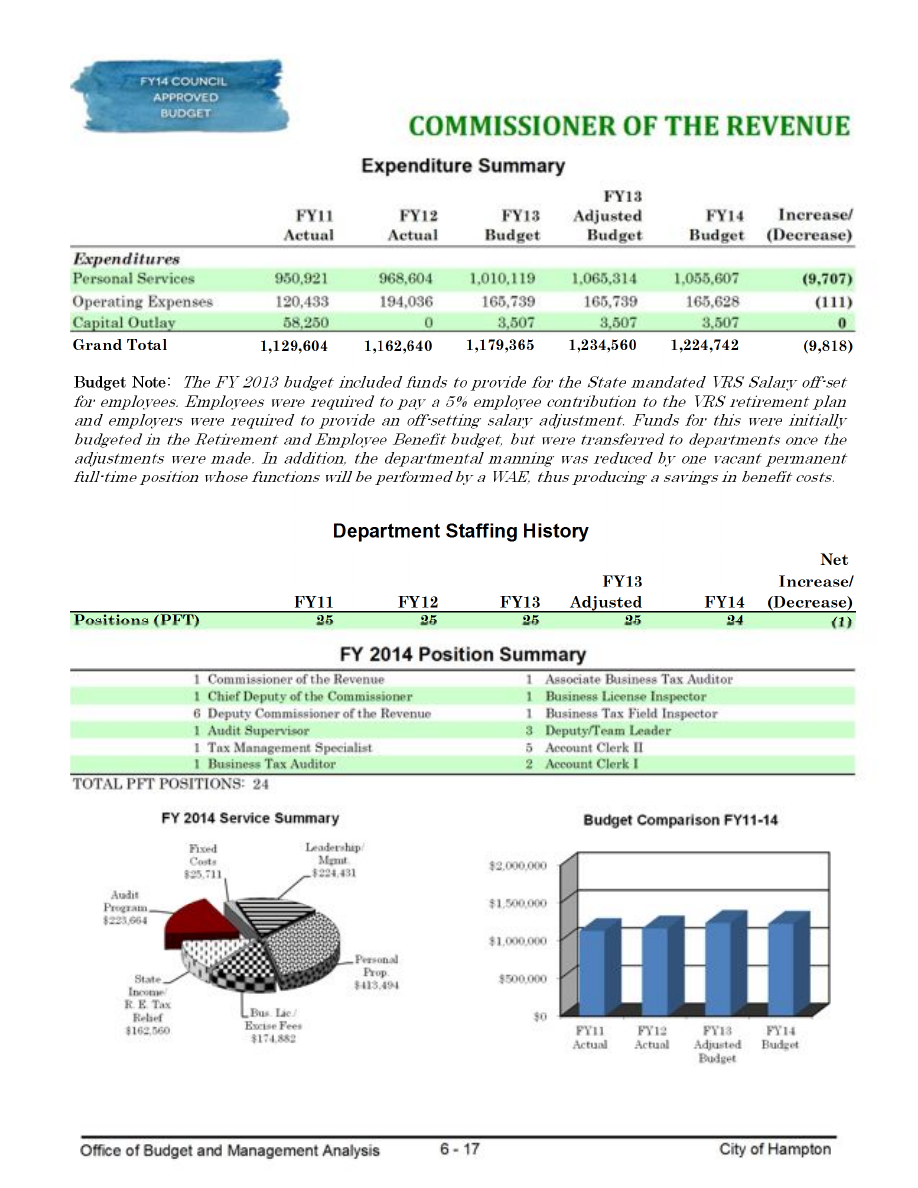 FY14 COUNCIL
APPROVED
BUDGET
COMMISSIONER OF THE REVENUE
Expenditure Summary
FY11 Actual FY12 Actual FY13 Budget FY13 Adjusted Budget FY14 Budget Increase/ (Decrease)
Expenditures
Personal Services 950,921 968,604 1,010,119 1,065,314 1,055,607 (9,707)
Operating Expenses 120,433 194,036 165,739 165,739 165,628 (111)
Capital Outlay 58,250 0 3,507 3,507 3,507 0
Grand Total 1,129,604 1,162,640 1,179,365 1,234,560 1,224,742 (9,818)
Budget Note: The FY 2013 budget included funds to provide for the State mandated VRS Salary off-set
for employees. Employees were required to pay a 5% employee contribution to the VRS retirement plan
and employers were required to provide an off-setting salary adjustment. Funds for this were initially
budgeted in the Retirement and Employee Benefit budget, but were transferred to departments once the
adjustments were made. In addition, the departmental manning was reduced by one vacant permanent
full-time position whose functions will be performed by a WAE, thus producing a savings in benefit costs.
Department Staffing History
FY11 FY12 FY13 FY13 Adjusted FY14 Net Increase/ (Decrease)
Positions (PFT) 25 25 25 25 24 (1)
FY 2014 Position Summary
1 Commissioner of the Revenue 1 Associate Business Tax Auditor
1 Chief Deputy of the Commissioner 1 Business License Inspector
6 Deputy Commissioner of the Revenue 1 Business Tax Field Inspector
1 Audit Supervisor 3 Deputy/Team Leader
1 Tax Management Specialist 5 Account Clerk II
1 Business Tax Auditor 2 Account Clerk I
TOTAL PFT POSITIONS: 24
FY 2014 Service Summary
Fixed
Costs
$25,711
Leadership/
Mgmt.
$224,431
Audit
Program
$223,664
Personal
Prop.
$413,494
State
Income/
R. E. Tax
Relief
$162,560
Bus. Lic./
Excise Fees
$174,882
Budget Comparison FY11-14
$2,000,000
$1,500,000
$1,000,000
$500,000
$0
FY11 Actual
FY12 Actual
FY13 Adjusted Budget
FY14 Budget
Office of Budget and Management Analysis 6 - 17 City of Hampton